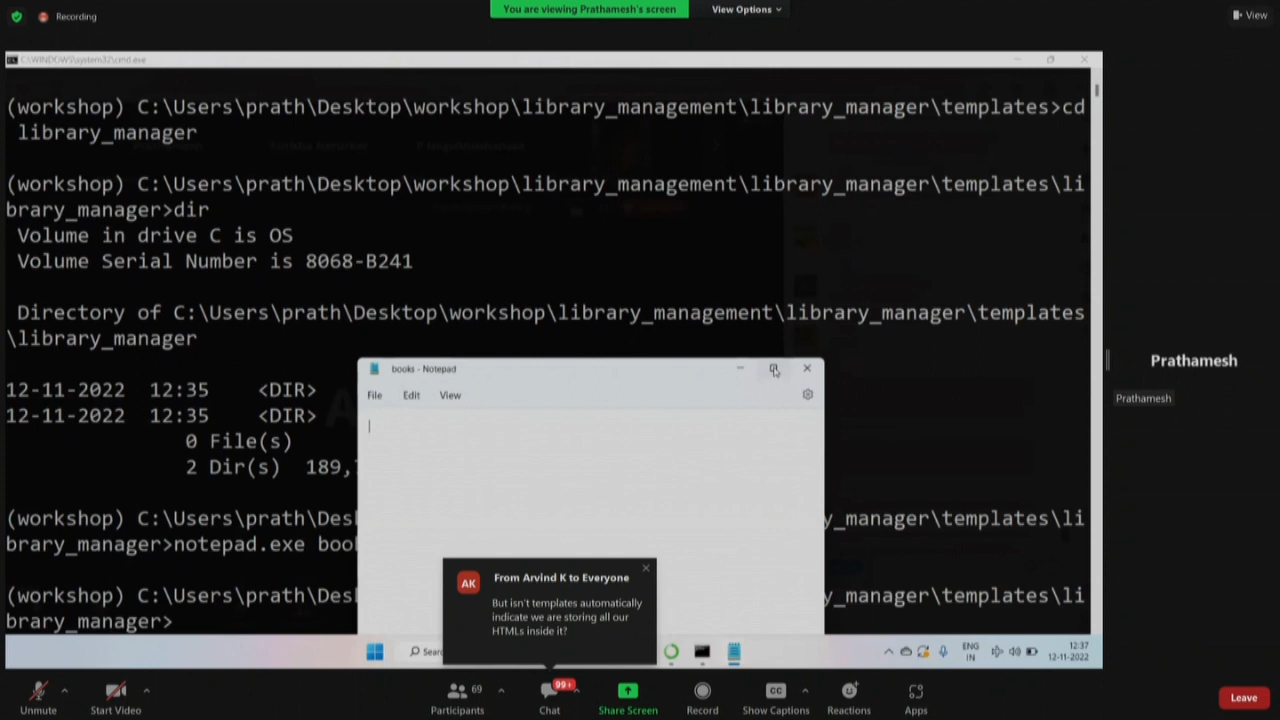 Recording
You are viewing Prathamesh's screen
View Options
View
C:\WINDOWS\system32\cmd.exe
(workshop) C:\Users\prath\Desktop\workshop\library_management\library_manager\templates>cd
library_manager
(workshop) C:\Users\prath\Desktop\workshop\library_management\library_manager\templates\li
brary_manager>dir
Volume in drive C is OS
Volume Serial Number is 8068-B241
Directory of C:\Users\prath\Desktop\workshop\library_management\library_manager\templates
\library_manager
12-11-2022 12:35 <DIR>
12-11-2022 12:35 <DIR>
0 File(s)
2 Dir(s) 189,
(workshop) C:\Users\prath\Des
y_manager\templates\li
brary_manager>notepad.exe boo
(workshop) C:\Users\prath\Des
y_manager\templates\li
brary_manager>
books - Notepad
File Edit View
AK
From Arvind K to Everyone
But isn't templates automatically
indicate we are storing all our
HTMLs inside it?
Sear
ENG
IN
12:37
12-11-2022
Prathamesh
Prathamesh
69
99+
CC
Unmute
Start Video
Participants
Chat
Share Screen
Record
Show Captions
Reactions
Apps
Leave